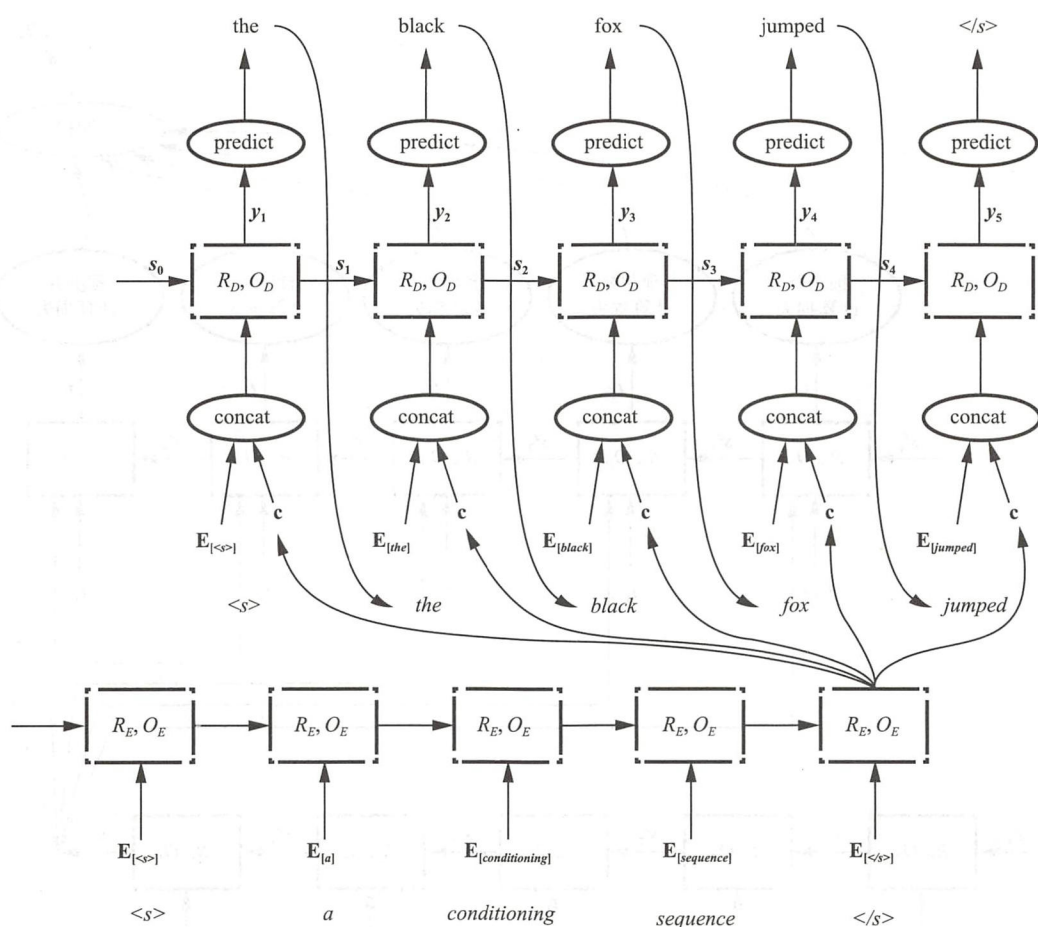 the black fox jumped </s>
predict predict predict predict predict
y₁ y₂ y₃ y₄ y₅
s₀ s₁ s₂ s₃ s₄
R_D, O_D R_D, O_D R_D, O_D R_D, O_D R_D, O_D
concat concat concat concat concat
c c c c c
E[<s>] E[the] E[black] E[fox] E[jumped]
<s> the black fox jumped
R_E, O_E R_E, O_E R_E, O_E R_E, O_E R_E, O_E
E[<s>] E[a] E[conditioning] E[sequence] E[</s>]
<s> a conditioning sequence </s>